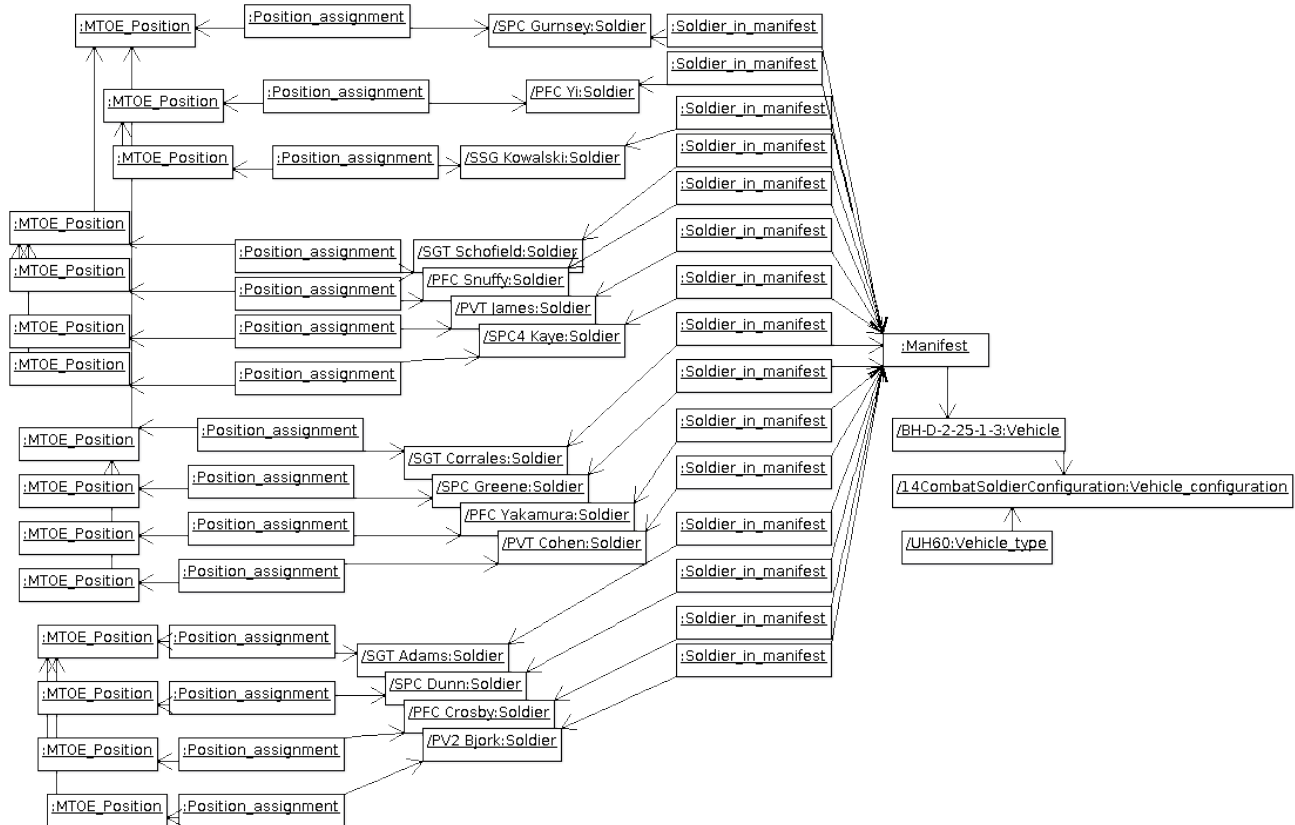 :MTOE_Position
:Position_assignment
/SPC Gurnsey:Soldier
:Soldier_in_manifest
:Soldier_in_manifest
:MTOE_Position
:Position_assignment
/PFC Yi:Soldier
:Soldier_in_manifest
:MTOE_Position
:Position_assignment
/SSG Kowalski:Soldier
:Soldier_in_manifest
:Soldier_in_manifest
:MTOE_Position
:Position_assignment
/SGT Schofield:Soldier
:Soldier_in_manifest
:MTOE_Position
:Position_assignment
/PFC Snuffy:Soldier
:Soldier_in_manifest
/PVT James:Soldier
:MTOE_Position
:Position_assignment
/SPC4 Kaye:Soldier
:Soldier_in_manifest
:Manifest
:MTOE_Position
:Position_assignment
:Soldier_in_manifest
:MTOE_Position
:Position_assignment
:Soldier_in_manifest
/BH-D-2-25-1-3:Vehicle
/SGT Corrales:Soldier
:Soldier_in_manifest
:MTOE_Position
:Position_assignment
/SPC Greene:Soldier
/14CombatSoldierConfiguration:Vehicle_configuration
/PFC Yakamura:Soldier
:Soldier_in_manifest
:MTOE_Position
:Position_assignment
/PVT Cohen:Soldier
/UH60:Vehicle_type
:MTOE_Position
:Position_assignment
:Soldier_in_manifest
:Soldier_in_manifest
:MTOE_Position
:Position_assignment
/SGT Adams:Soldier
:Soldier_in_manifest
/SPC Dunn:Soldier
:MTOE_Position
:Position_assignment
/PFC Crosby:Soldier
/PV2 Bjork:Soldier
:MTOE_Position
:Position_assignment
:MTOE_Position
:Position_assignment